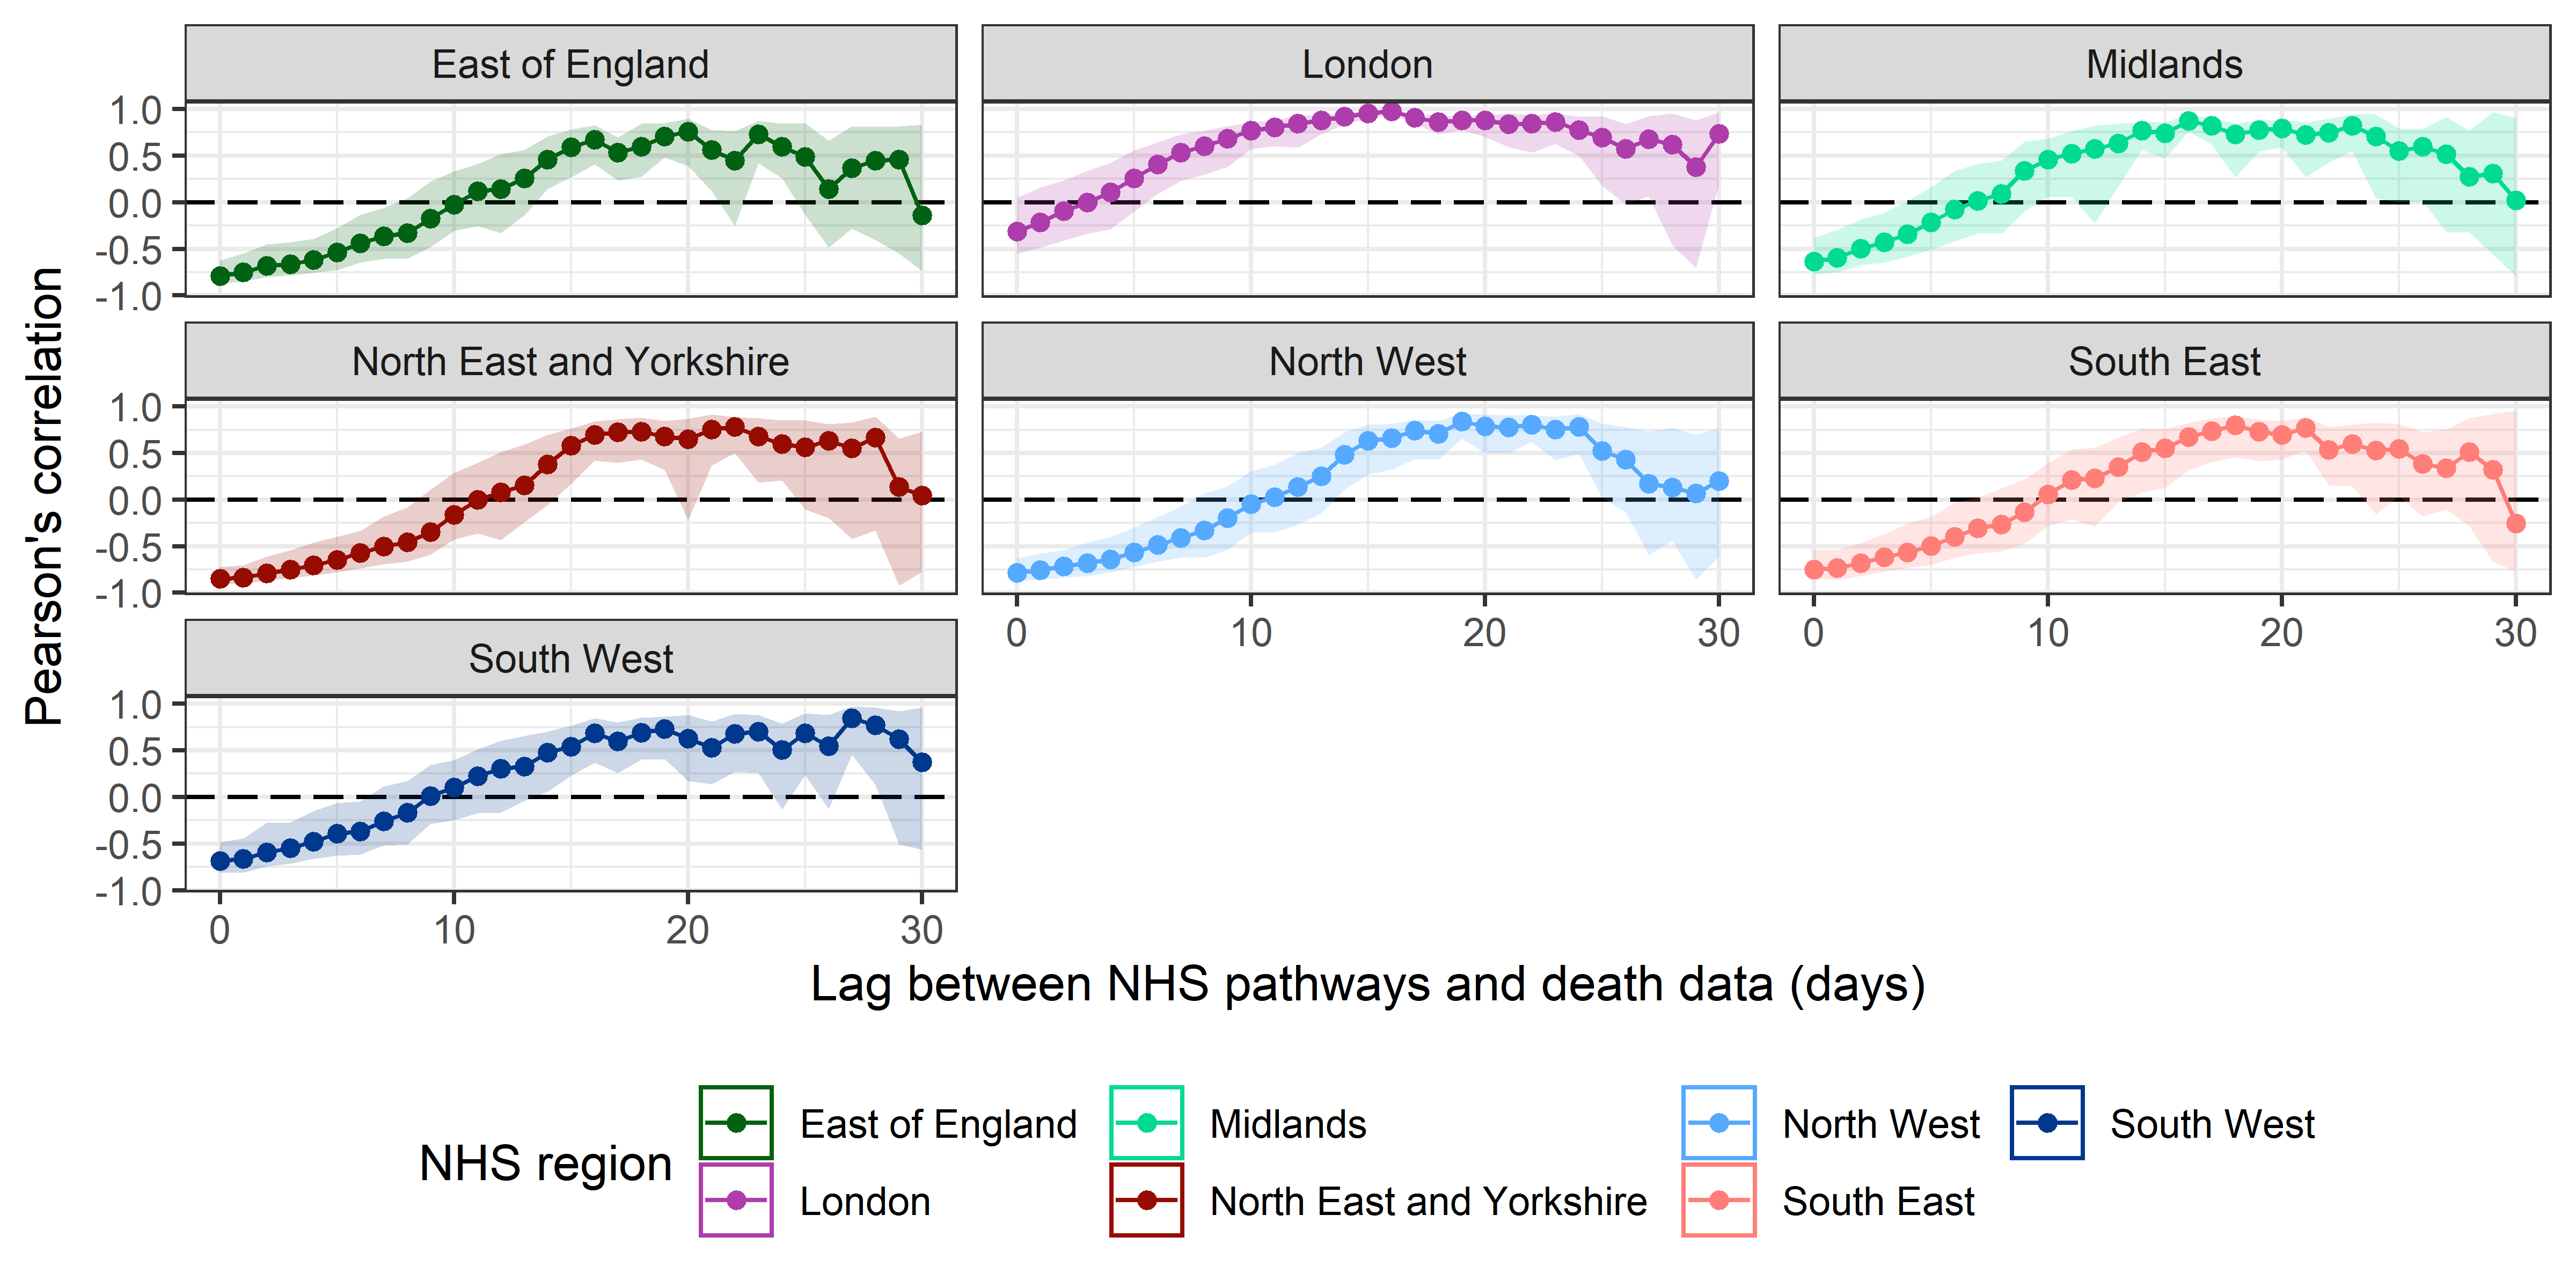 East of England
London
Midlands
1.0
0.5
0.0
-0.5
-1.0
North East and Yorkshire
North West
South East
1.0
0.5
0.0
-0.5
-1.0
0 10 20 30
0 10 20 30
South West
1.0
0.5
0.0
-0.5
-1.0
0 10 20 30
Pearson's correlation
Lag between NHS pathways and death data (days)
NHS region
East of England
Midlands
North West
South West
London
North East and Yorkshire
South East